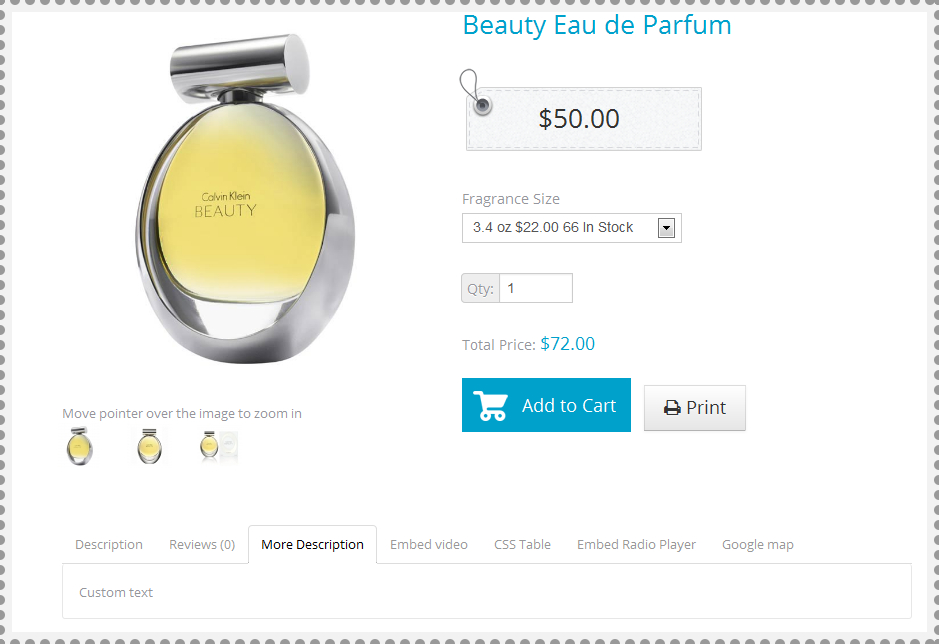 Beauty Eau de Parfum
$50.00
Calvin Klein
BEAUTY
Fragrance Size
3.4 oz $22.00 66 In Stock
Qty: 1
Total Price: $72.00
Add to Cart
Print
Move pointer over the image to zoom in
Description Reviews (0) More Description Embed video CSS Table Embed Radio Player Google map
Custom text